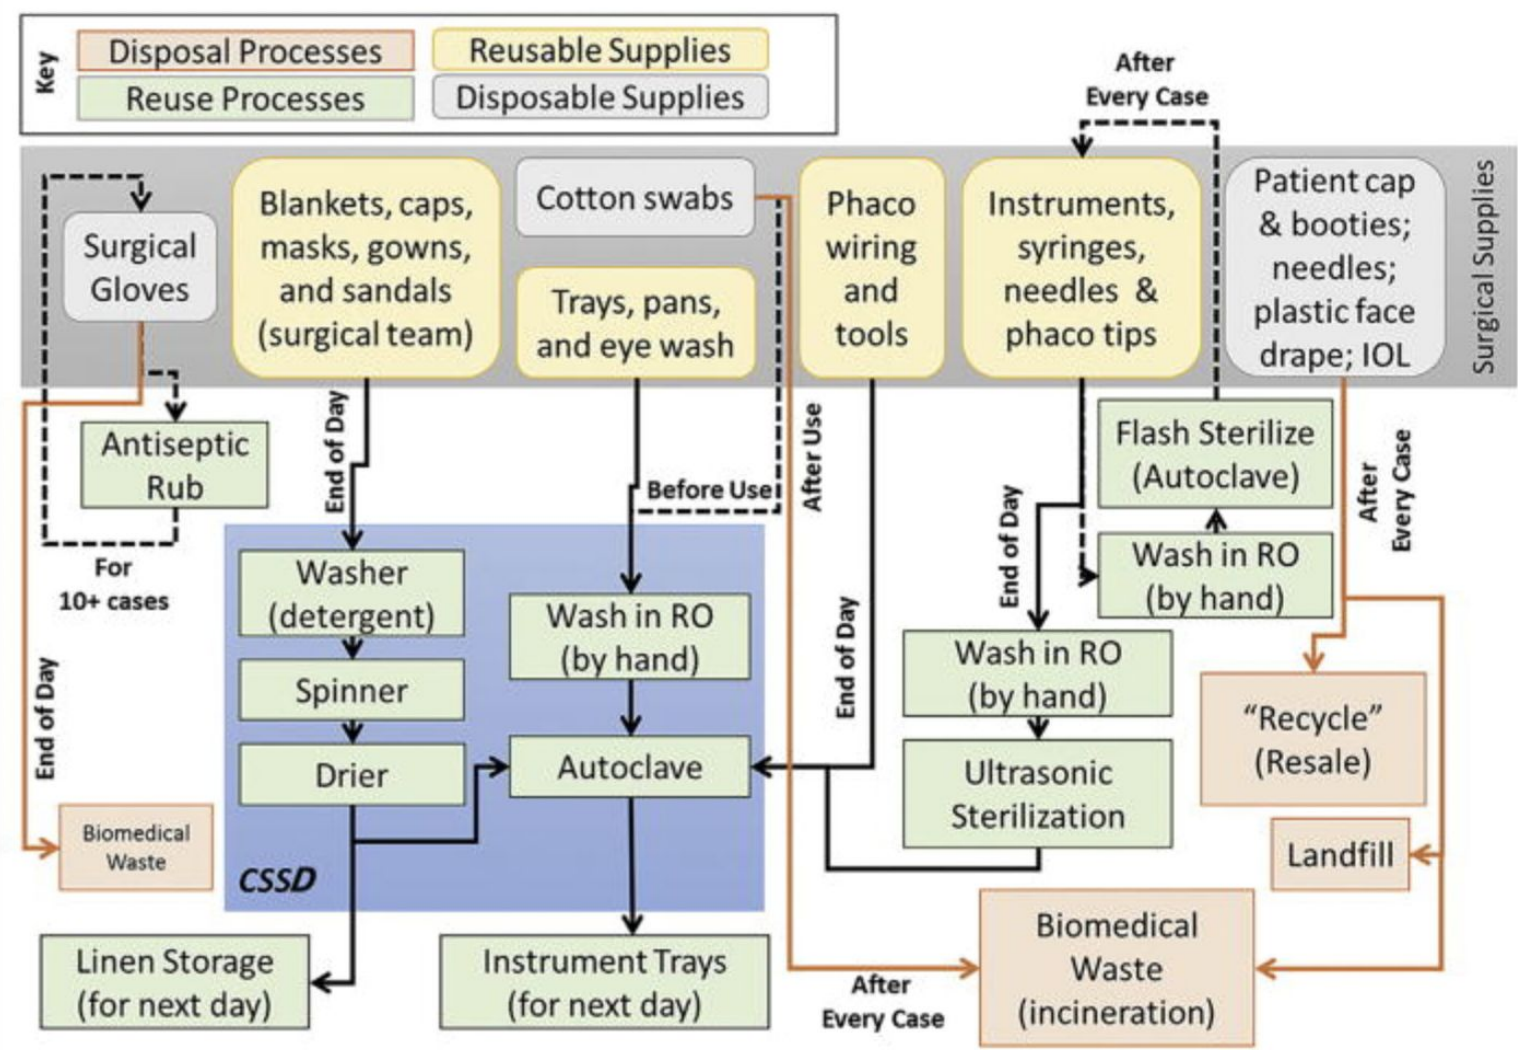 Key
Disposal Processes
Reusable Supplies
Reuse Processes
Disposable Supplies
After
Every Case
Surgical
Gloves
Blankets, caps,
masks, gowns,
and sandals
(surgical team)
Cotton swabs
Trays, pans,
and eye wash
Phaco
wiring
and
tools
Instruments,
syringes,
needles &
phaco tips
Patient cap
& booties;
needles;
plastic face
drape; IOL
Surgical Supplies
Antiseptic
Rub
For
10+ cases
End of Day
Biomedical
Waste
End of Day
Washer
(detergent)
Spinner
Drier
CSSD
Linen Storage
(for next day)
Before Use
Wash in RO
(by hand)
Autoclave
Instrument Trays
(for next day)
After Use
End of Day
End of Day
Flash Sterilize
(Autoclave)
Wash in RO
(by hand)
Wash in RO
(by hand)
Ultrasonic
Sterilization
After
Every Case
"Recycle"
(Resale)
Landfill
Biomedical
Waste
(incineration)
After
Every Case